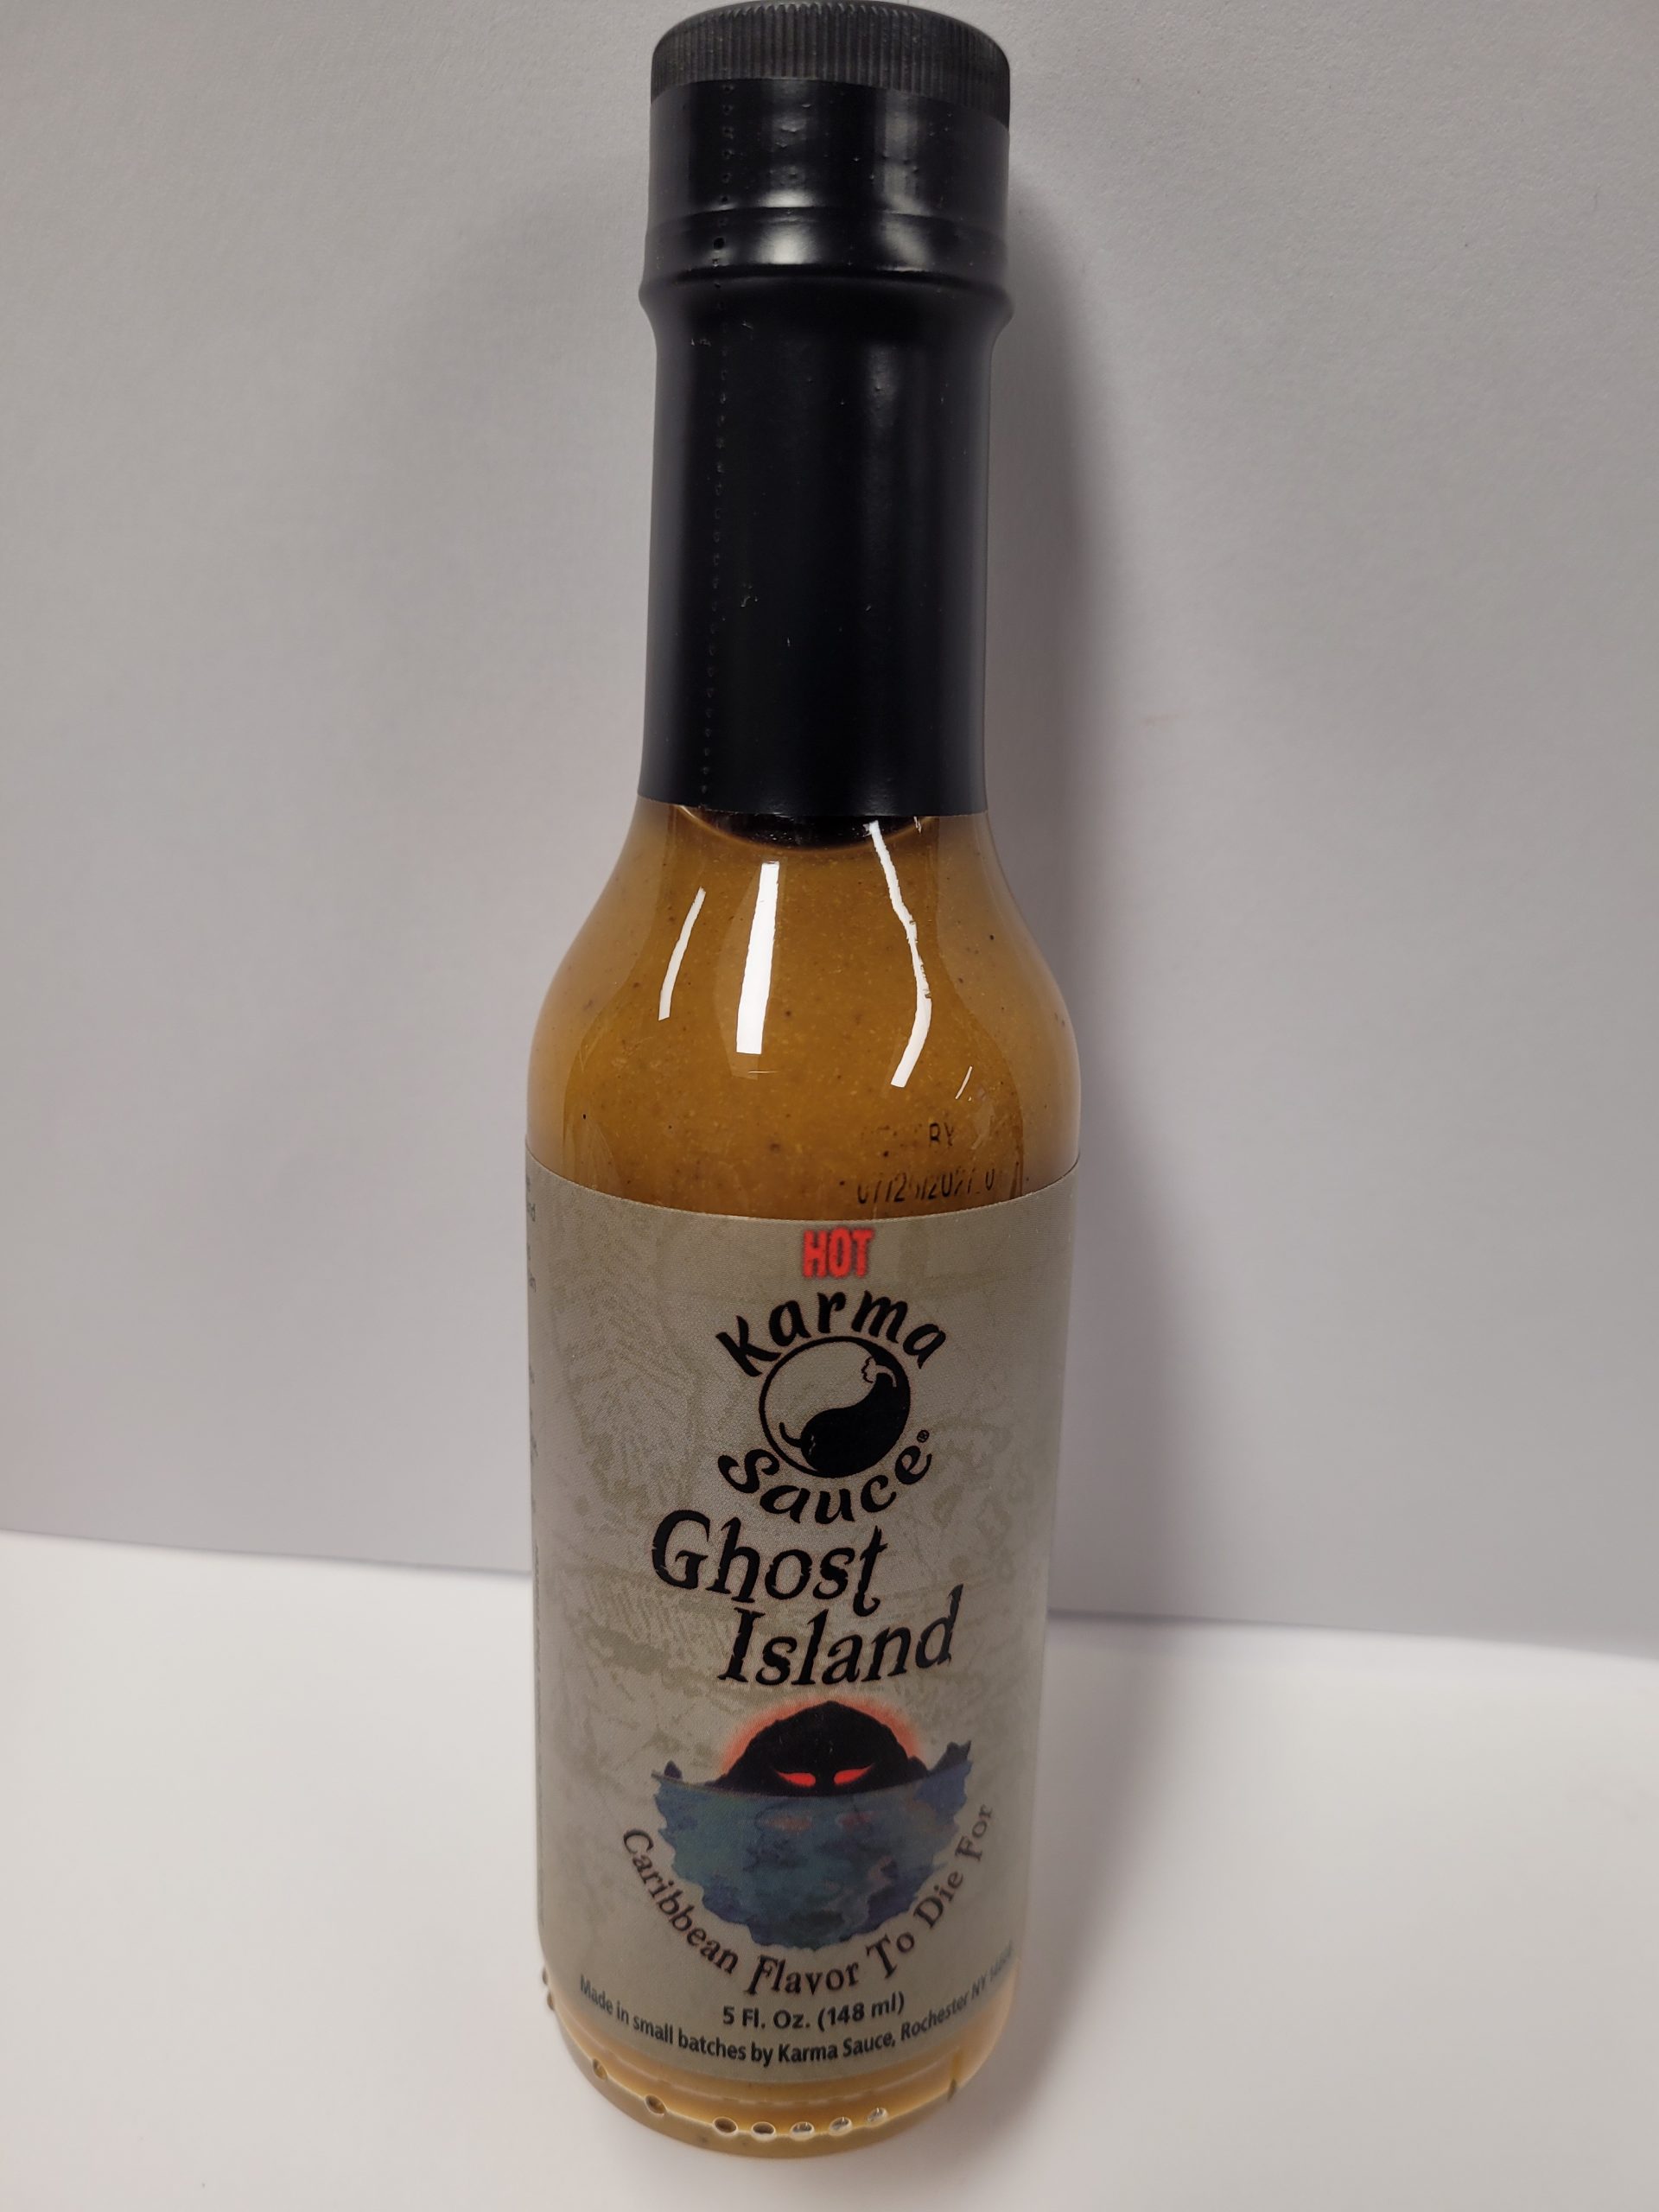 BY
HOT
Karma
Sauce®
Ghost
Island
Caribbean Flavor To Die For
5 Fl. Oz. (148 ml)
Made in small batches by Karma Sauce, Rochester NY